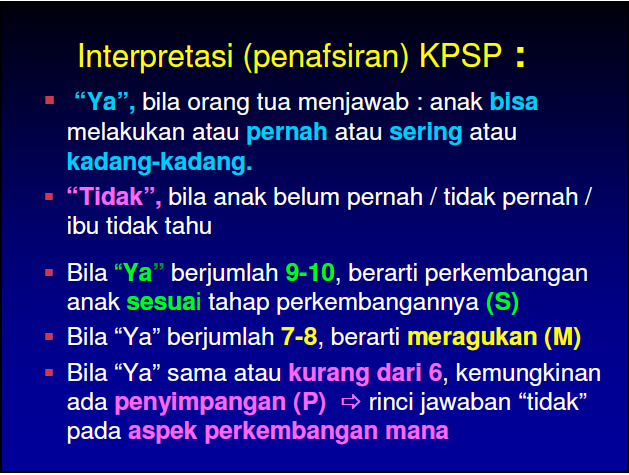 Interpretasi (penafsiran) KPSP :
▪ “Ya”, bila orang tua menjawab : anak bisa
melakukan atau pernah atau sering atau
kadang-kadang.
▪ “Tidak”, bila anak belum pernah / tidak pernah /
ibu tidak tahu
▪ Bila “Ya” berjumlah 9-10, berarti perkembangan
anak sesuai tahap perkembangannya (S)
▪ Bila “Ya” berjumlah 7-8, berarti meragukan (M)
▪ Bila “Ya” sama atau kurang dari 6, kemungkinan
ada penyimpangan (P) ⇨ rinci jawaban “tidak”
pada aspek perkembangan mana